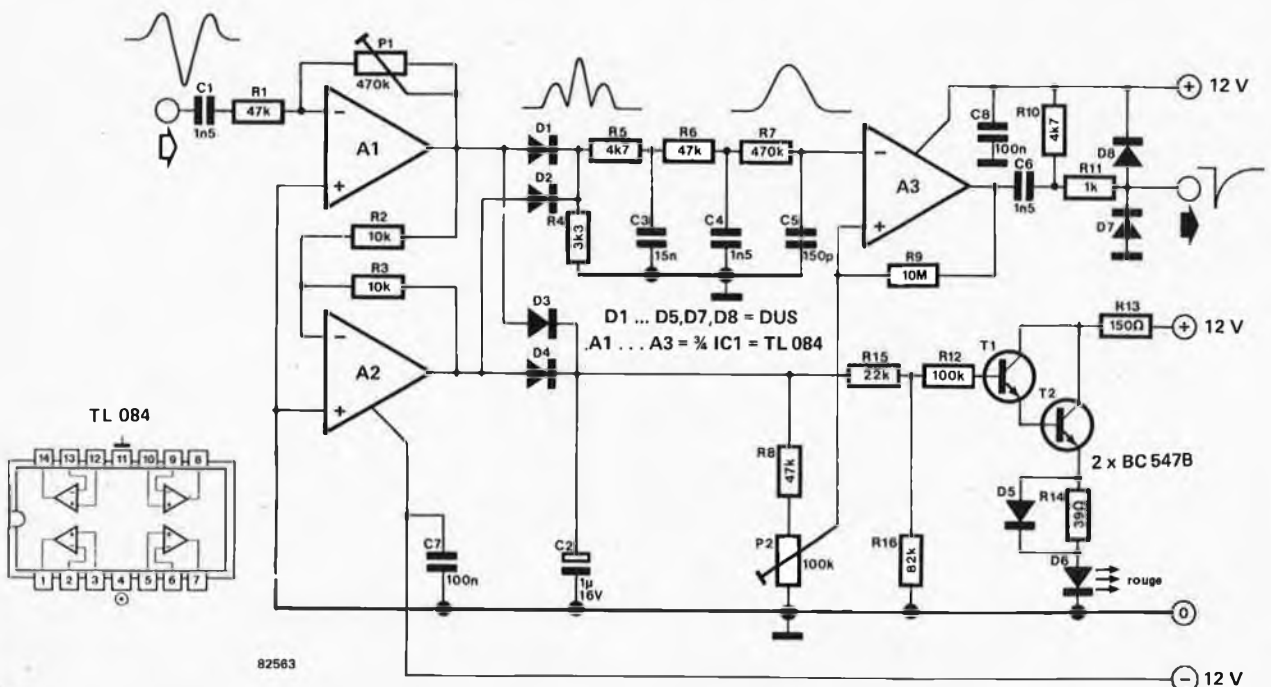 P1
470k
C1
1n5
R1
47k
A1
R2
10k
R3
10k
A2
D1
D2
R5
4k7
R6
47k
R7
470k
R4
3k3
C3
15n
C4
1n5
C5
150p
D3
D4
D1 ... D5,D7,D8 = DUS
A1 ... A3 = ¾ IC1 = TL 084
A3
C8
100n
C6
1n5
R10
4k7
R11
1k
D8
D7
12 V
R9
10M
R13
150Ω
12 V
R15
22k
R12
100k
T1
T2
2 x BC 547B
R8
47k
P2
100k
R16
82k
D5
R14
39Ω
D6
rouge
C7
100n
C2
1µ
16V
0
12 V
TL 084
14 13 12 11 10 9 8
1 2 3 4 5 6 7
82563